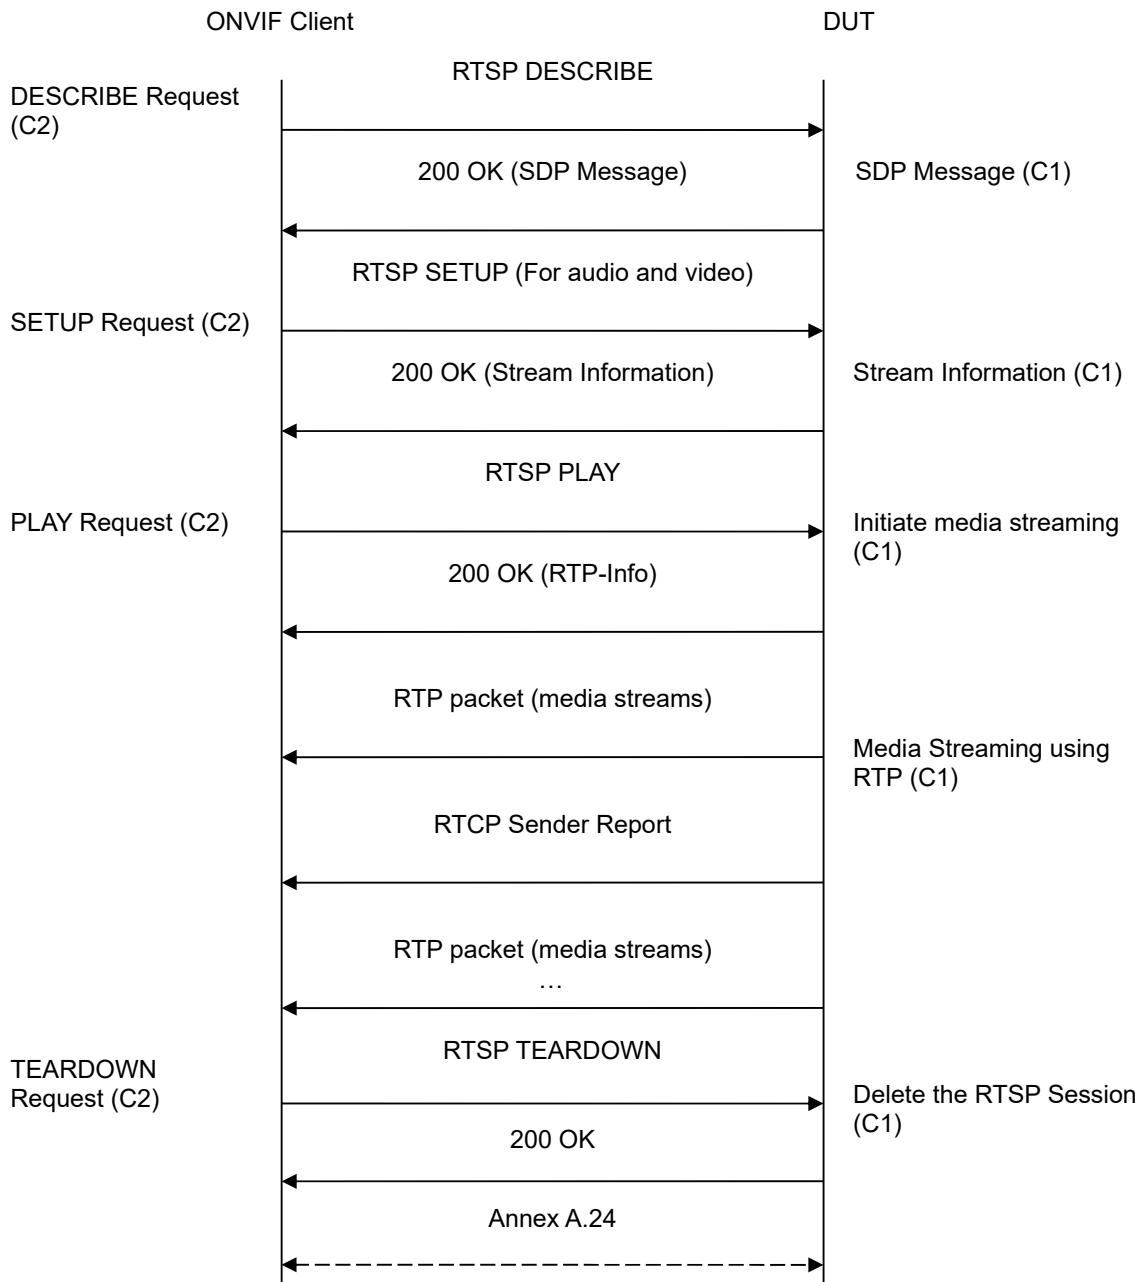 ONVIF Client
DUT
RTSP DESCRIBE
DESCRIBE Request
(C2)
200 OK (SDP Message)
SDP Message (C1)
RTSP SETUP (For audio and video)
SETUP Request (C2)
200 OK (Stream Information)
Stream Information (C1)
RTSP PLAY
PLAY Request (C2)
Initiate media streaming
(C1)
200 OK (RTP-Info)
RTP packet (media streams)
Media Streaming using
RTP (C1)
RTCP Sender Report
RTP packet (media streams)
…
RTSP TEARDOWN
TEARDOWN
Request (C2)
Delete the RTSP Session
(C1)
200 OK
Annex A.24